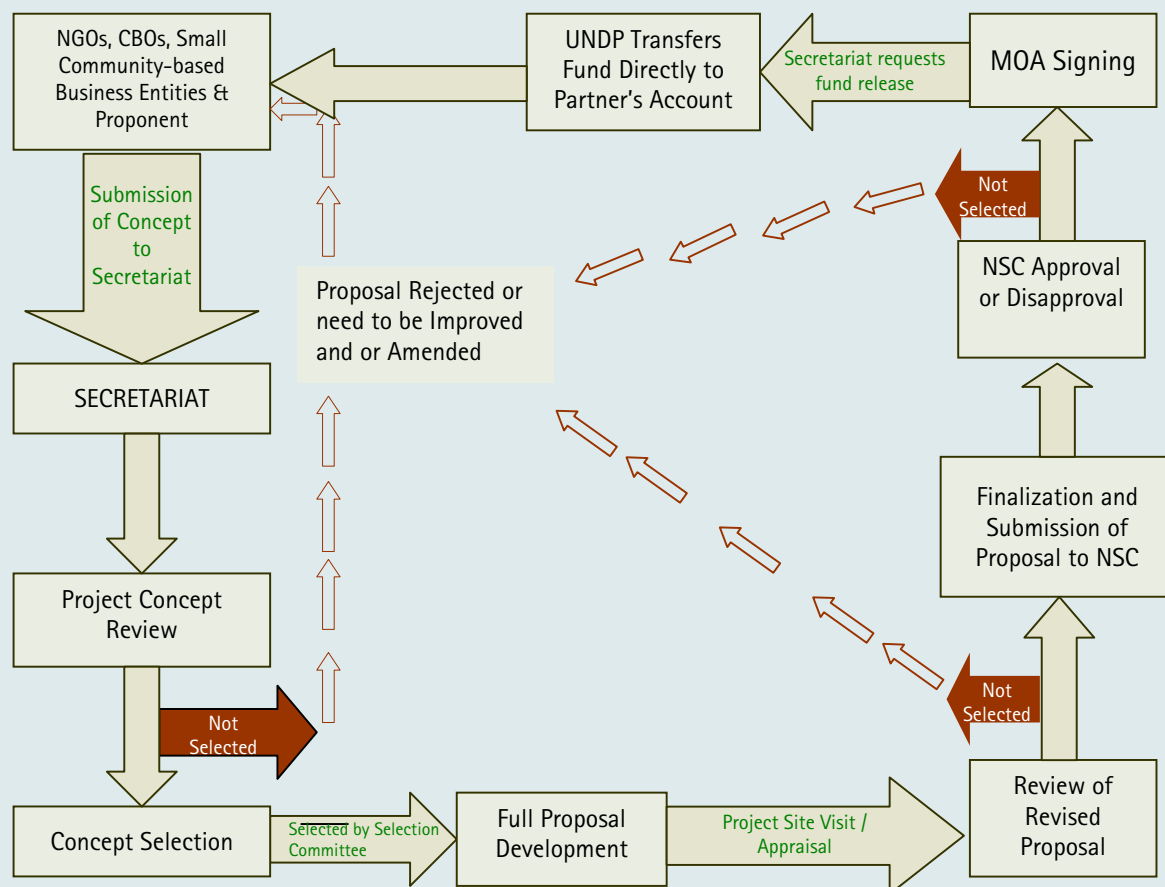 NGOs, CBOs, Small
Community-based
Business Entities &
Proponent
UNDP Transfers
Fund Directly to
Partner's Account
Secretariat requests
fund release
MOA Signing
Submission
of Concept
to
Secretariat
Not
Selected
NSC Approval
or Disapproval
Proposal Rejected or
need to be Improved
and or Amended
SECRETARIAT
Finalization and
Submission of
Proposal to NSC
Project Concept
Review
Not
Selected
Not
Selected
Concept Selection
Selected by Selection
Committee
Full Proposal
Development
Project Site Visit /
Appraisal
Review of
Revised
Proposal